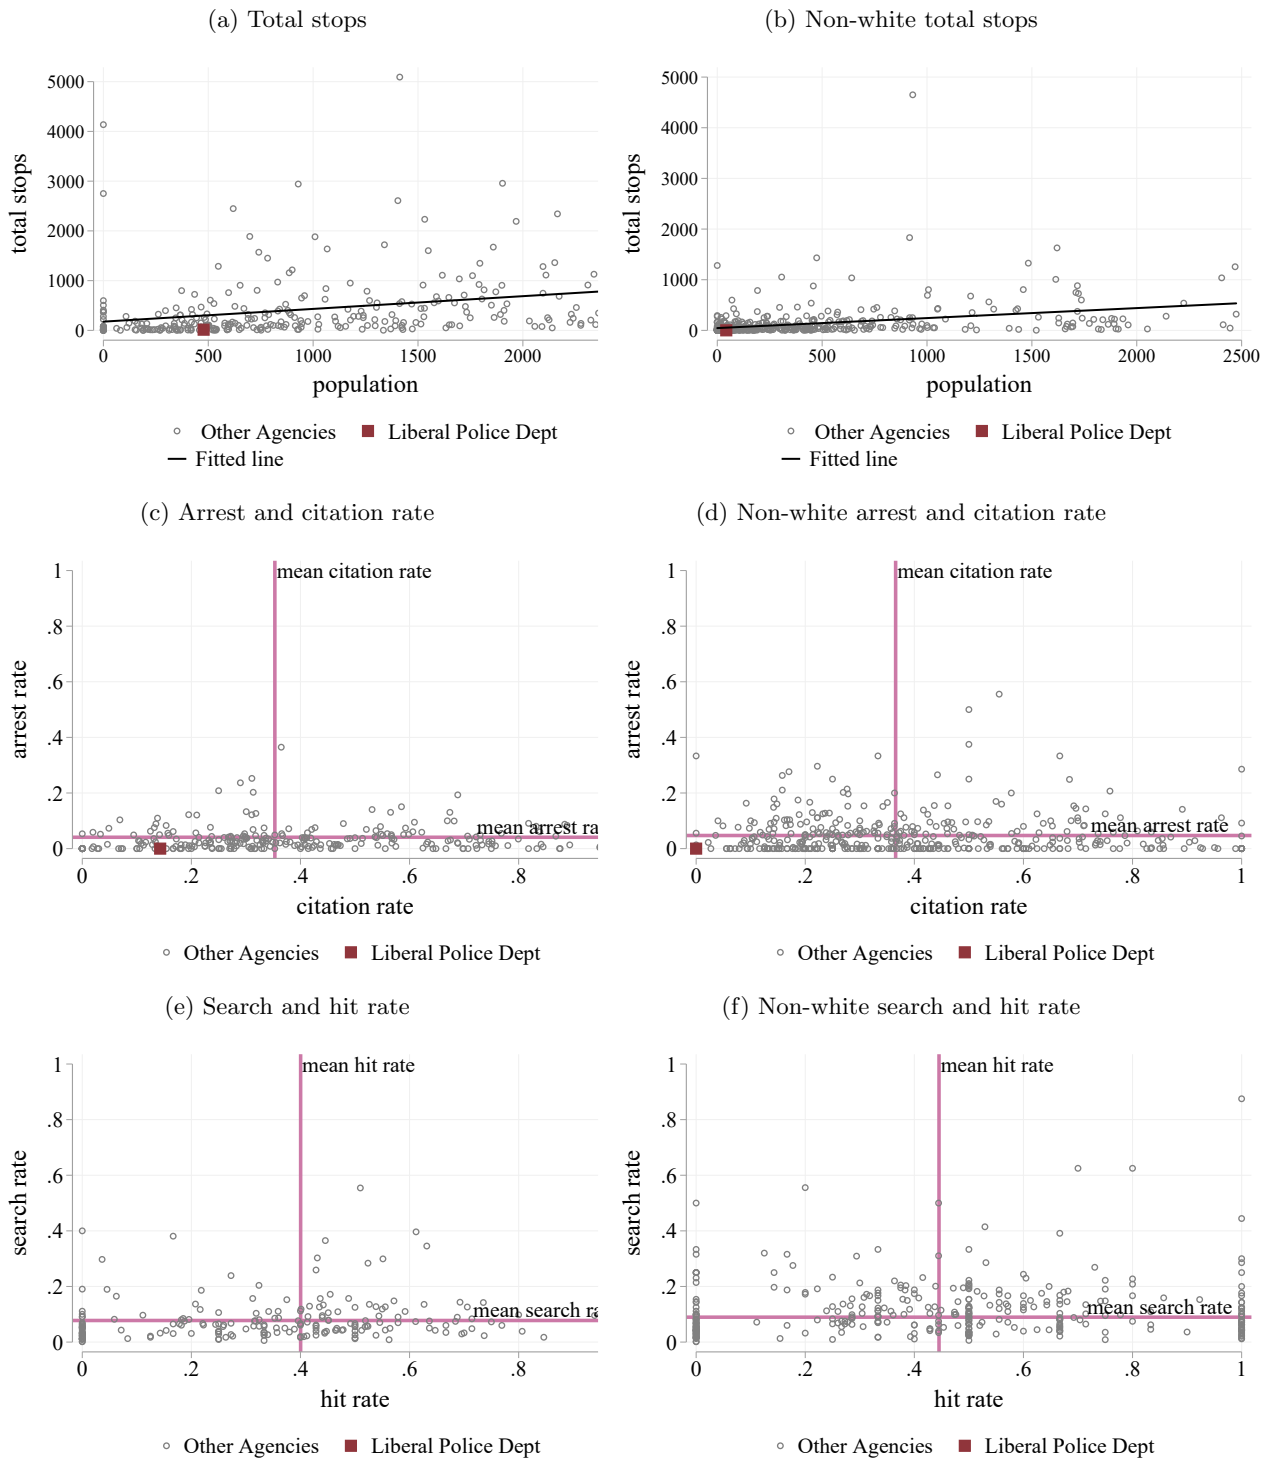 (a) Total stops
(b) Non-white total stops
5000
4000
3000
2000
1000
0
total stops
0 500 1000 1500 2000
population
Other Agencies Liberal Police Dept
Fitted line
5000
4000
3000
2000
1000
0
total stops
0 500 1000 1500 2000 2500
population
Other Agencies Liberal Police Dept
Fitted line
(c) Arrest and citation rate
(d) Non-white arrest and citation rate
mean citation rate
1
.8
.6
.4
.2
0
arrest rate
mean arrest ra
0 .2 .4 .6 .8
citation rate
Other Agencies Liberal Police Dept
mean citation rate
1
.8
.6
.4
.2
0
arrest rate
mean arrest rate
0 .2 .4 .6 .8 1
citation rate
Other Agencies Liberal Police Dept
(e) Search and hit rate
(f) Non-white search and hit rate
mean hit rate
1
.8
.6
.4
.2
0
search rate
mean search ra
0 .2 .4 .6 .8
hit rate
Other Agencies Liberal Police Dept
mean hit rate
1
.8
.6
.4
.2
0
search rate
mean search rate
0 .2 .4 .6 .8 1
hit rate
Other Agencies Liberal Police Dept